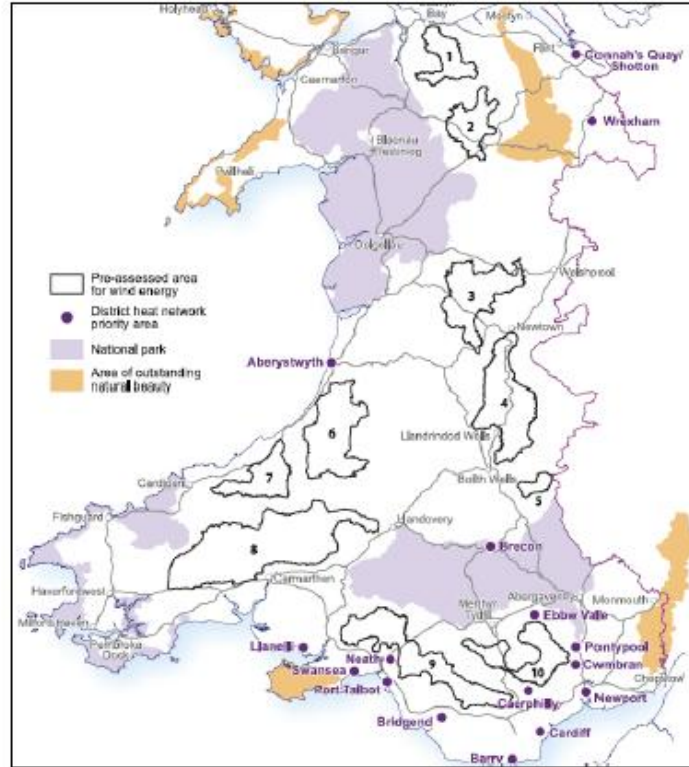 Holyhead
Bay
Mostyn
Bangor
Flint
Connah's Quay/
Shotton
Caernarfon
1
2
Wrexham
Blaenau
Ffestiniog
Pwllheli
Dolgellau
Welshpool
Pre-assessed area
for wind energy
District heat network
priority area
National park
Area of outstanding
natural beauty
3
Newtown
Aberystwyth
4
6
Llandrindod Wells
7
Builth Wells
Cardigan
5
Fishguard
Llandovery
8
Brecon
Haverfordwest
Carmarthen
Abergavenny
Monmouth
Milford Haven
Merthyr
Tydfil
Ebbw Vale
Pembroke
Dock
Llanelli
Neath
Pontypool
Swansea
9
10
Cwmbran
Chepstow
Port Talbot
Caerphilly
Newport
Bridgend
Cardiff
Barry